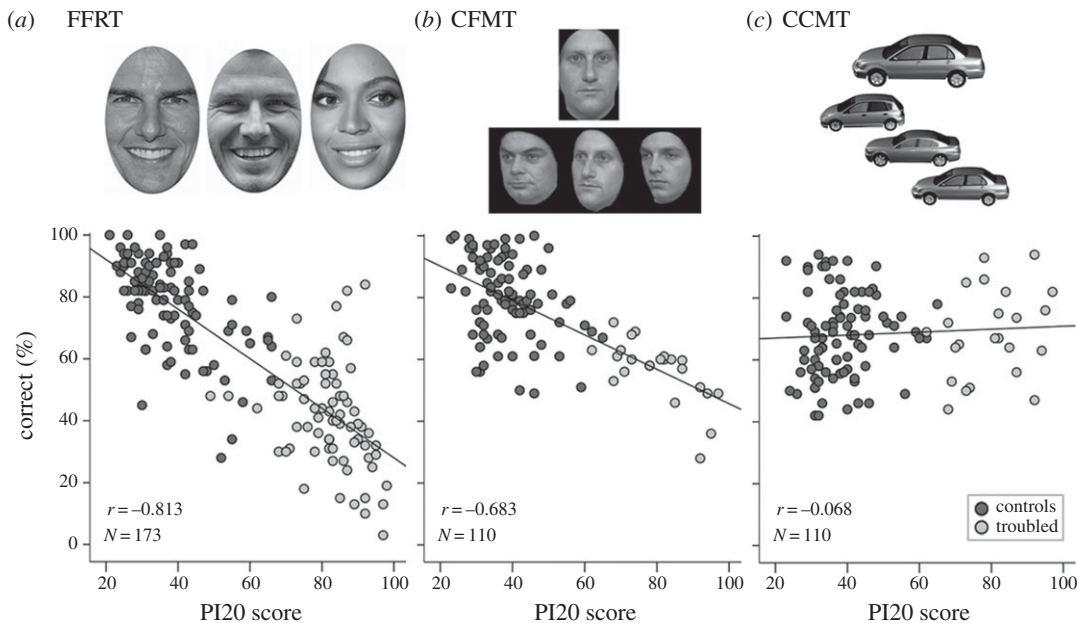 (a) FFRT
(b) CFMT
(c) CCMT
correct (%)
100
80
60
40
20
0
r = –0.813
N = 173
20 40 60 80 100
PI20 score
r = –0.683
N = 110
20 40 60 80 100
PI20 score
r = –0.068
N = 110
controls
troubled
20 40 60 80 100
PI20 score